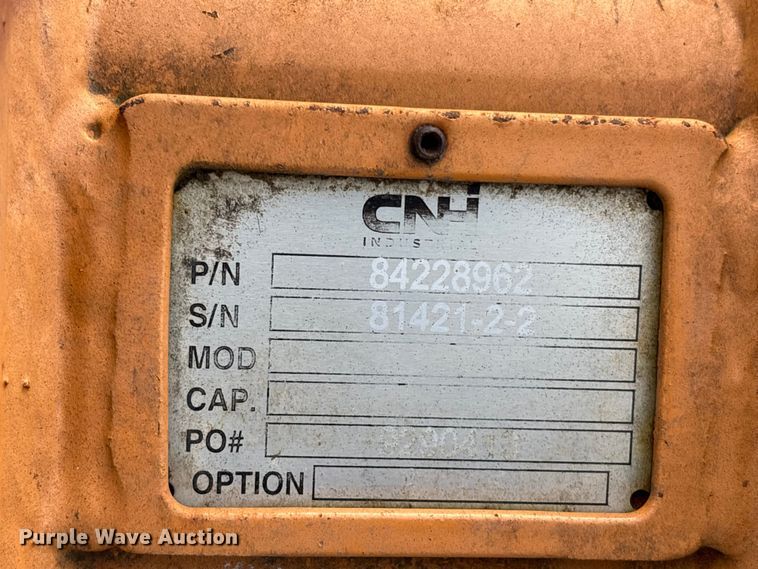 CNH
INDUSTRIAL
P/N 84228962
S/N 81421-2-2
MOD
CAP.
PO#
OPTION
Purple Wave Auction